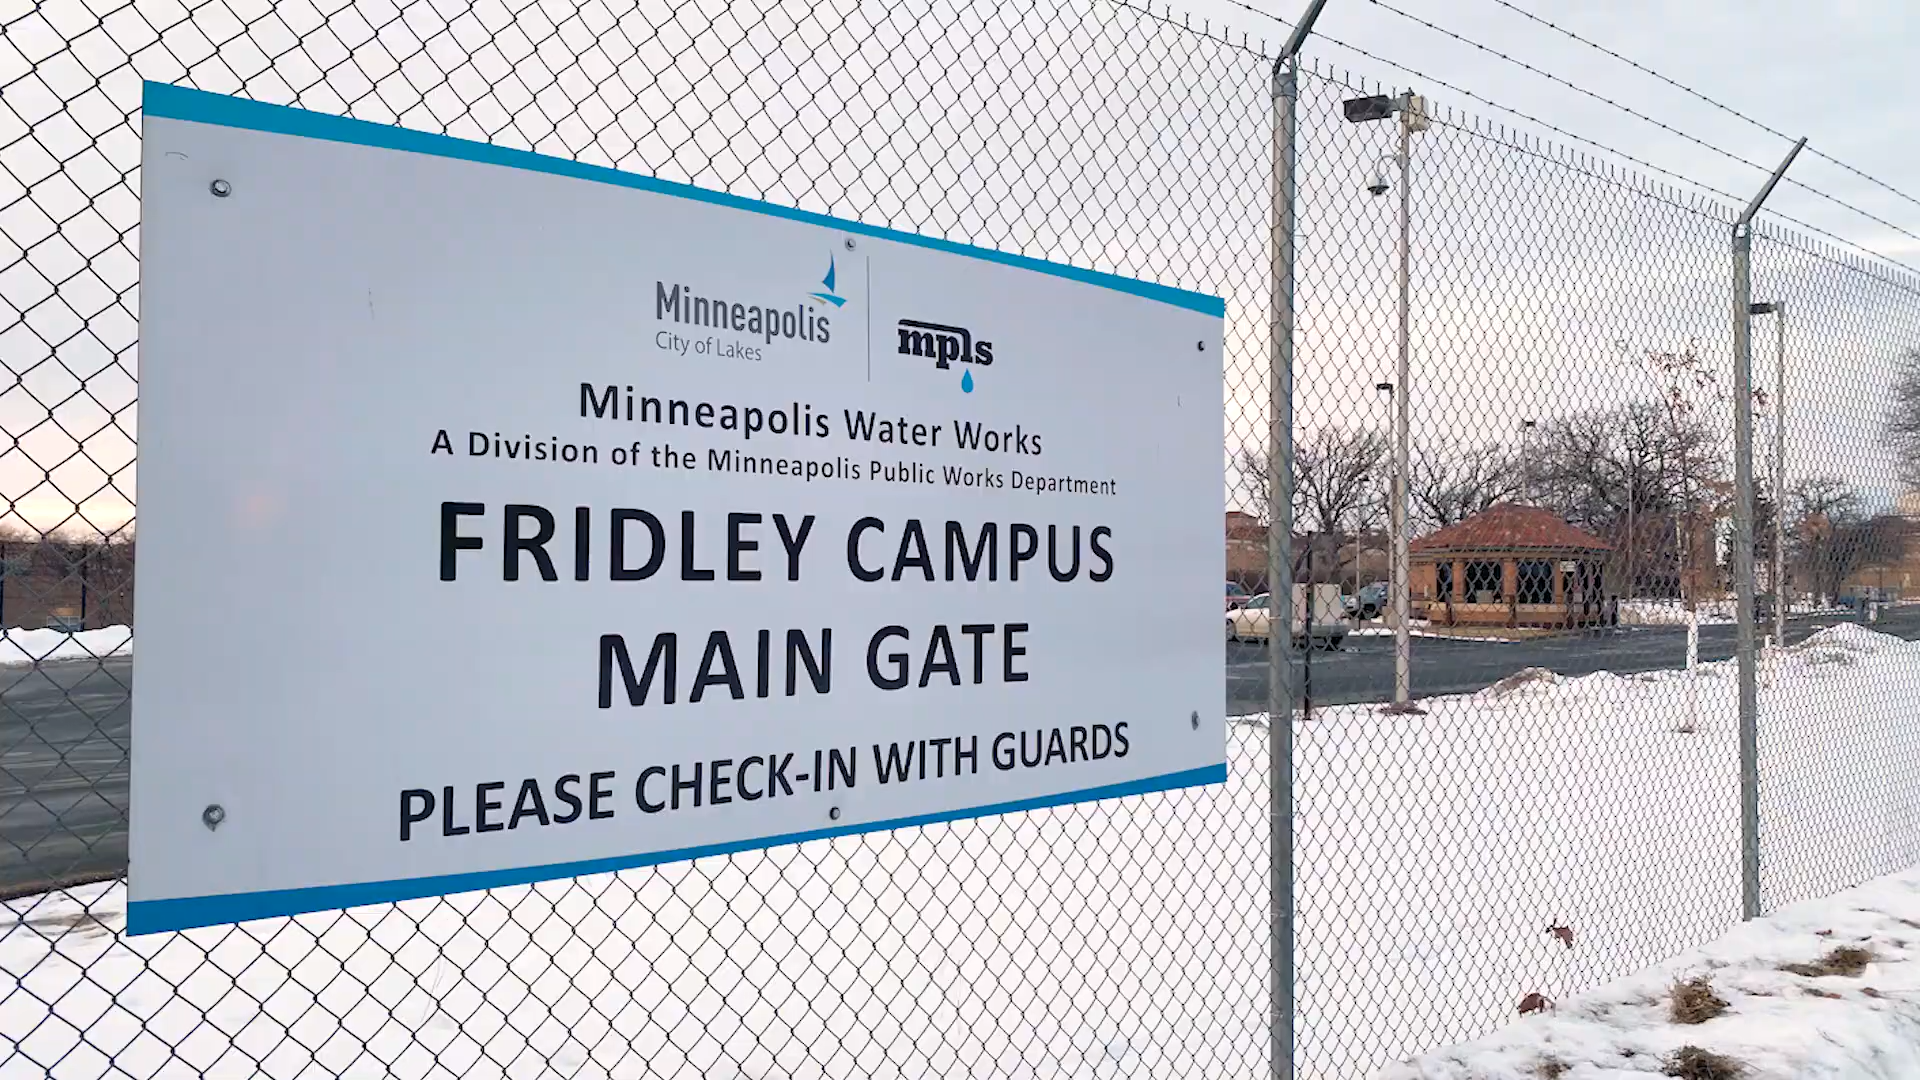 Minneapolis
City of Lakes
mpls
Minneapolis Water Works
A Division of the Minneapolis Public Works Department
FRIDLEY CAMPUS
MAIN GATE
PLEASE CHECK-IN WITH GUARDS